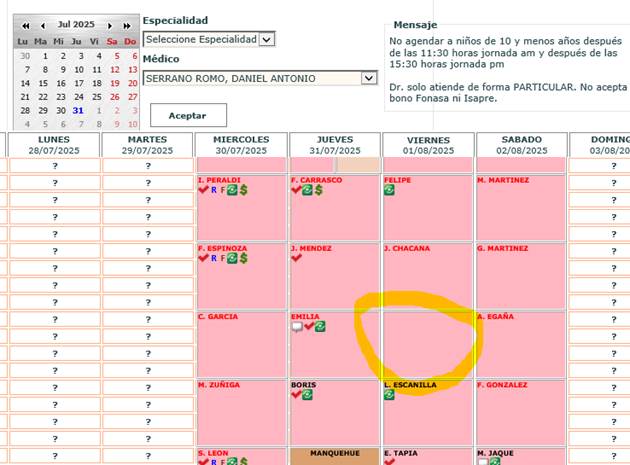 Jul 2025
Lu Ma Mi Ju Vi Sa Do
30 1 2 3 4 5 6
7 8 9 10 11 12 13
14 15 16 17 18 19 20
21 22 23 24 25 26 27
28 29 30 31 1 2 3
4 5 6 7 8 9 10
Especialidad
Seleccione Especialidad
Médico
SERRANO ROMO, DANIEL ANTONIO
Aceptar
Mensaje
No agendar a niños de 10 y menos años después
de las 11:30 horas jornada am y después de las
15:30 horas jornada pm
Dr. solo atiende de forma PARTICULAR. No acepta
bono Fonasa ni Isapre.
LUNES MARTES MIERCOLES JUEVES VIERNES SABADO DOMING
28/07/2025 29/07/2025 30/07/2025 31/07/2025 01/08/2025 02/08/2025 03/08/20
? ? ?
? ? I. PERALDI F. CARRASCO FELIPE M. MARTINEZ ?
? ? R F $ $ ?
? ? ?
? ? ?
? ? F. ESPINOZA J. MENDEZ J. CHACANA G. MARTINEZ ?
? ? R F $ ?
? ? ?
? ? ?
? ? C. GARCIA EMILIA A. EGAÑA ?
? ? ?
? ? ?
? ? ?
? ? M. ZUÑIGA BORIS L. ESCANILLA F. GONZALEZ ?
? ? ?
? ? ?
? ? ?
? ? S. LEON MANQUEHUE E. TAPIA M. JAQUE ?
R F $